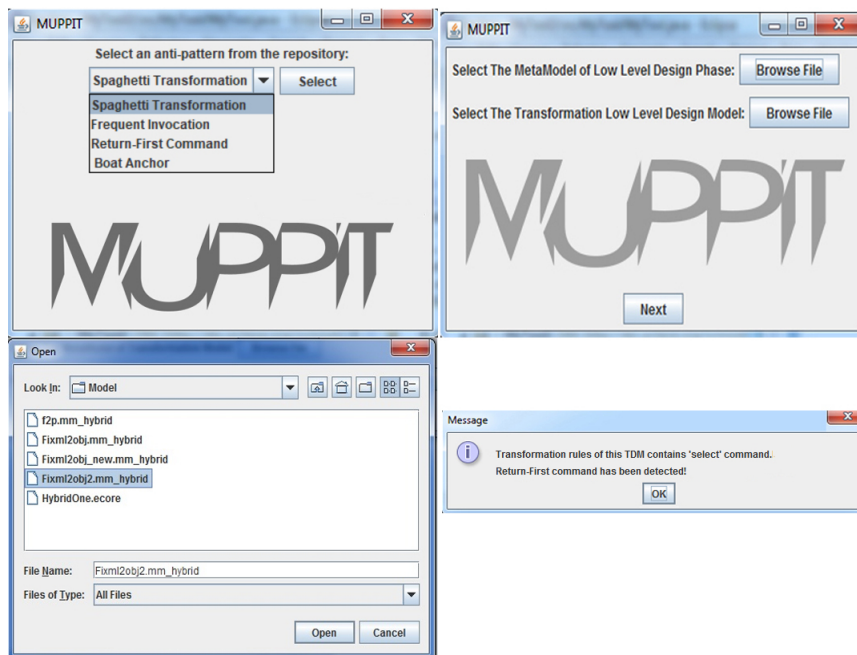 MUPPIT
Select an anti-pattern from the repository:
Spaghetti Transformation Select
Spaghetti Transformation
Frequent Invocation
Return-First Command
Boat Anchor
MUPPIT
MUPPIT
Select The MetaModel of Low Level Design Phase: Browse File
Select The Transformation Low Level Design Model: Browse File
MUPPIT
Next
Open
Look In: Model
f2p.mm_hybrid
Fixml2obj.mm_hybrid
Fixml2obj_new.mm_hybrid
Fixml2obj2.mm_hybrid
HybridOne.ecore
File Name: Fixml2obj2.mm_hybrid
Files of Type: All Files
Open Cancel
Message
Transformation rules of this TDM contains 'select' command.
Return-First command has been detected!
OK